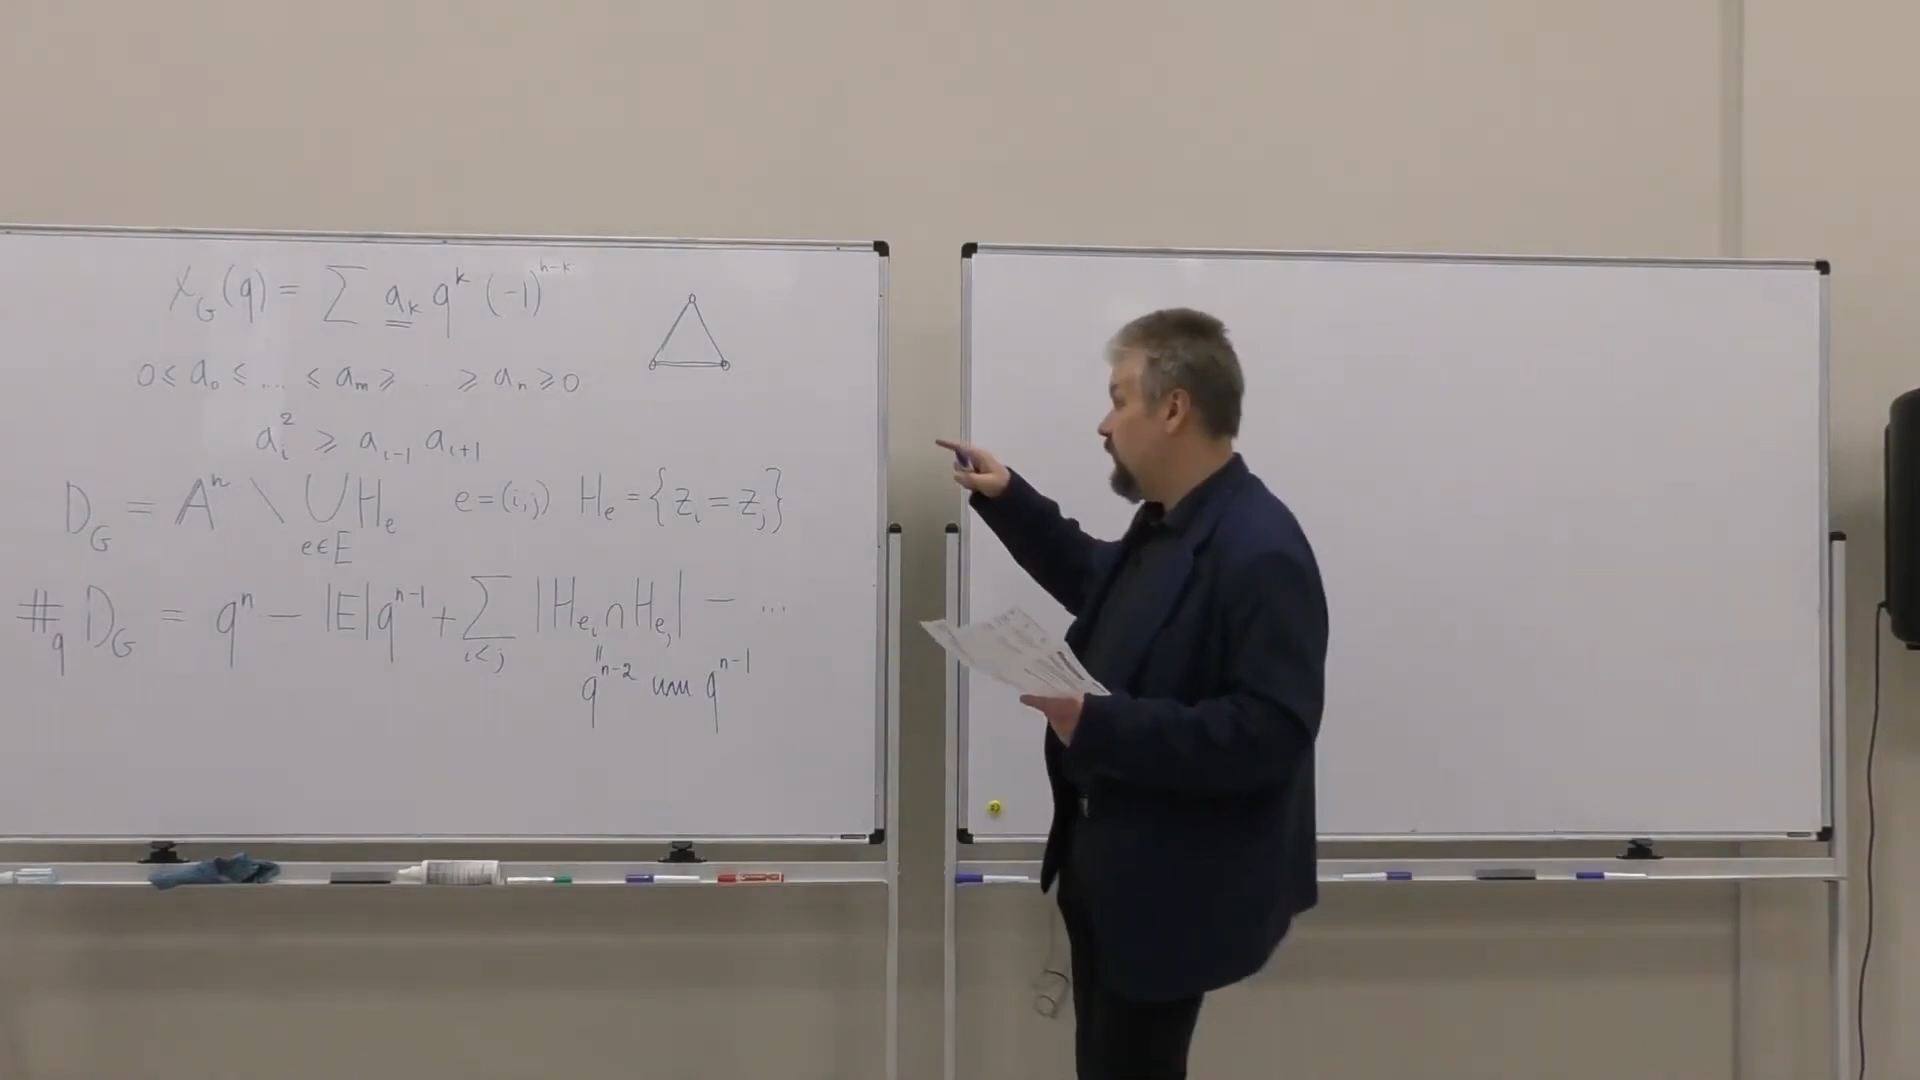 χ_G(q) = ∑ a_k q^k (-1)^{n-k}
0 ⩽ a_0 ⩽ ... ⩽ a_m ⩾ ... ⩾ a_n ⩾ 0
a_i^2 ⩾ a_{i-1} a_{i+1}
D_G = A^n \ ∪_{e∈E} H_e   e=(i,j)   H_e = {z_i = z_j}
#_q D_G = q^n - |E| q^{n-1} + ∑_{i<j} |H_{e_i} ∩ H_{e_j}| - ...
q^{n-2} или q^{n-1}